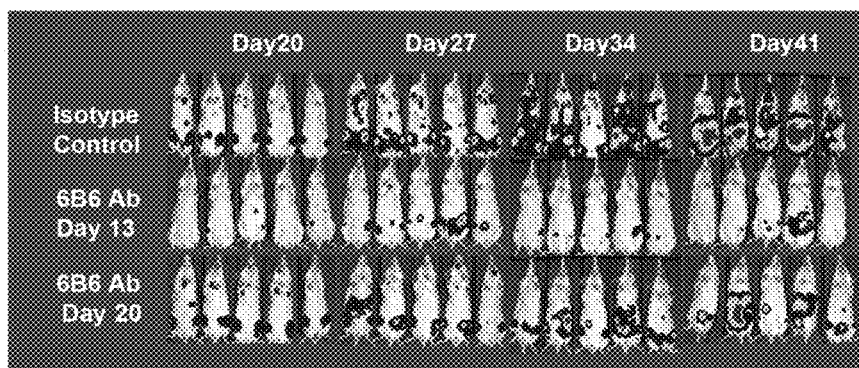 Day20 Day27 Day34 Day41
Isotype
Control
6B6 Ab
Day 13
6B6 Ab
Day 20